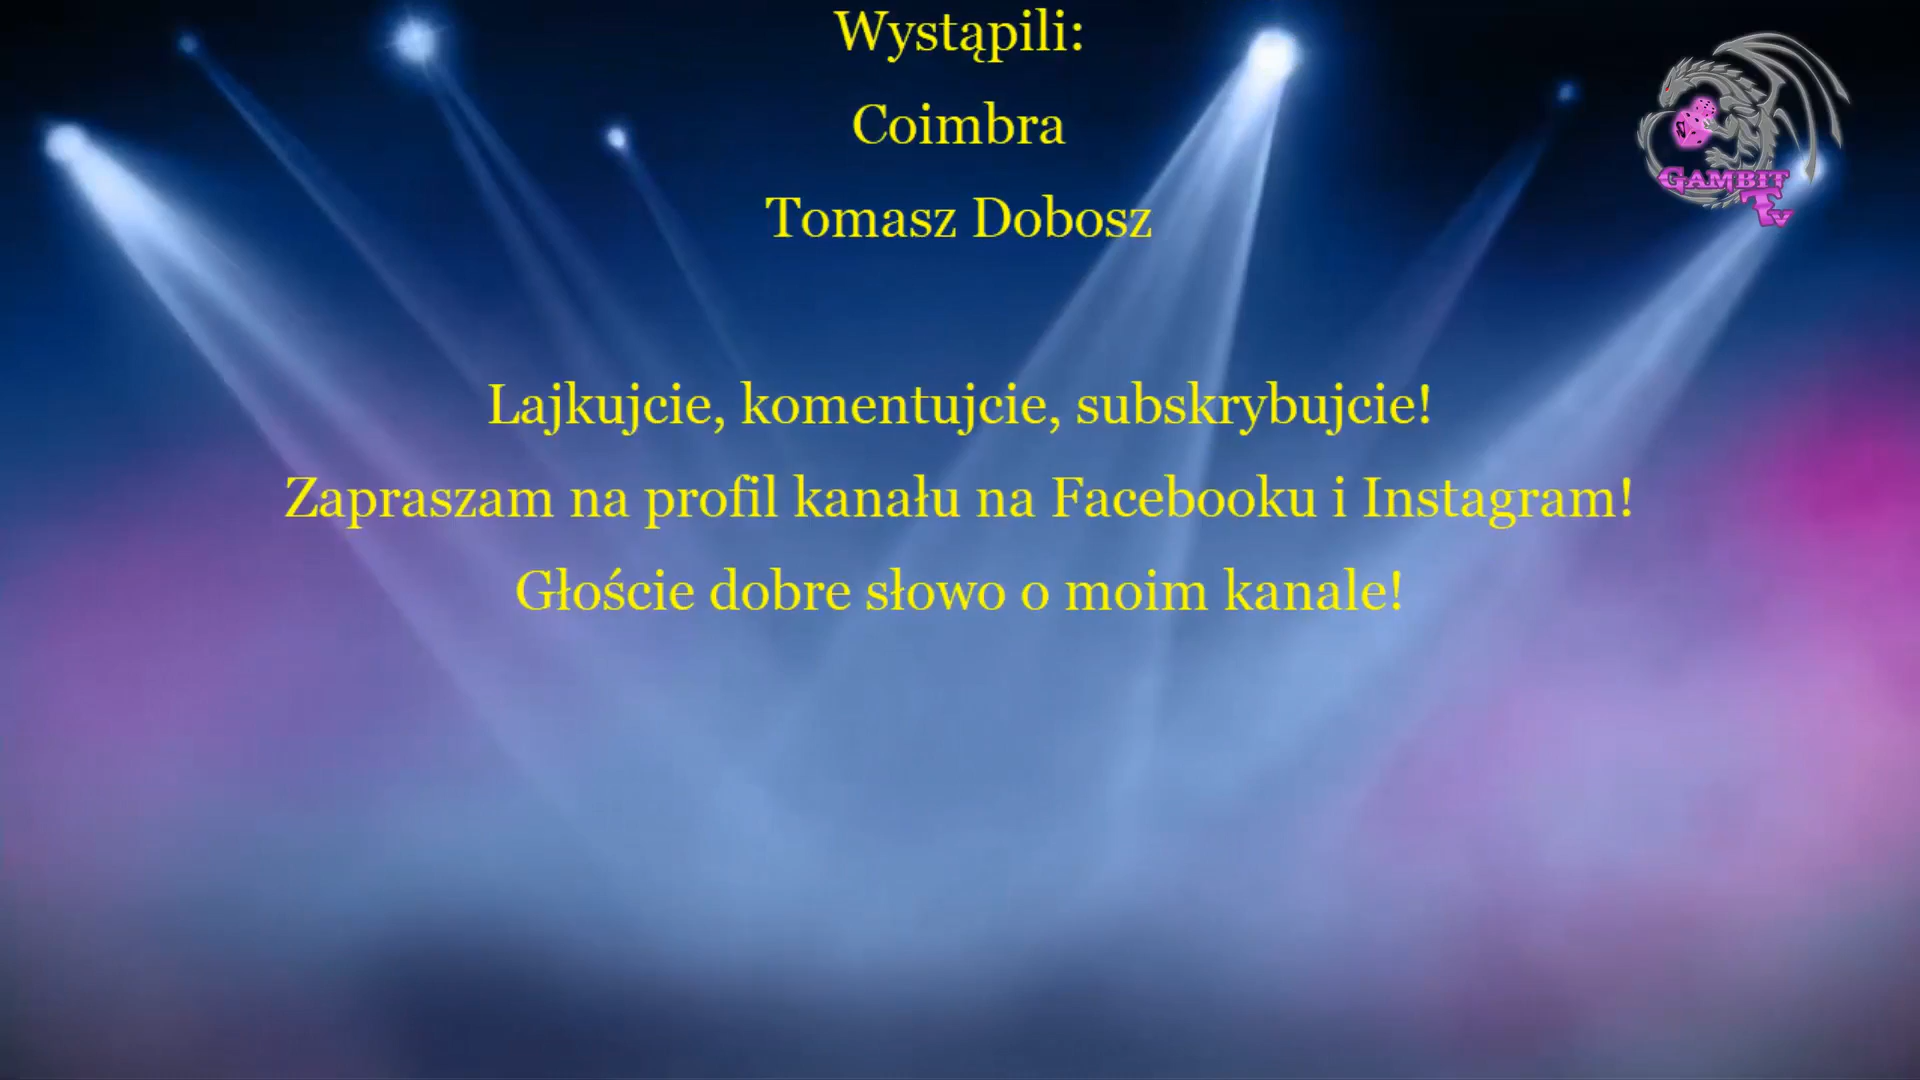 Wystąpili:
Coimbra
Tomasz Dobosz
Lajkujcie, komentujcie, subskrybujcie!
Zapraszam na profil kanału na Facebooku i Instagram!
Głoście dobre słowo o moim kanale!
Gambit
Tv